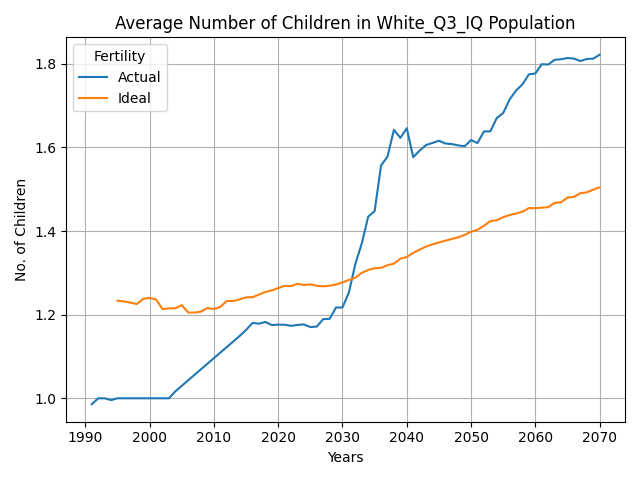 Average Number of Children in White_Q3_IQ Population
Fertility
Actual
Ideal
No. of Children
1.8
1.6
1.4
1.2
1.0
1990 2000 2010 2020 2030 2040 2050 2060 2070
Years